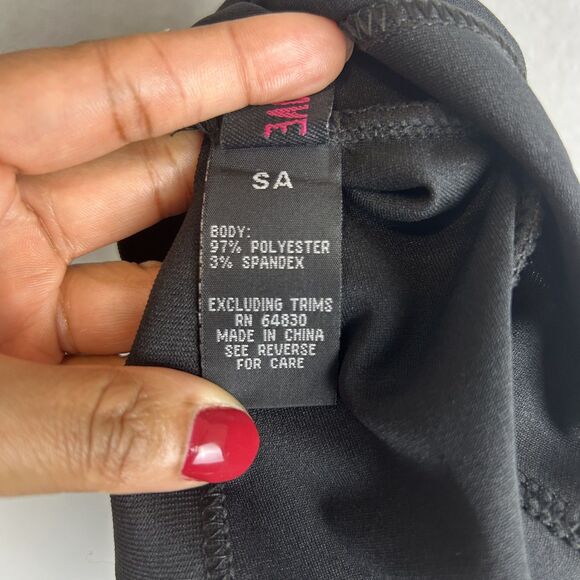 SA
BODY:
97% POLYESTER
3% SPANDEX
EXCLUDING TRIMS
RN 64830
MADE IN CHINA
SEE REVERSE
FOR CARE